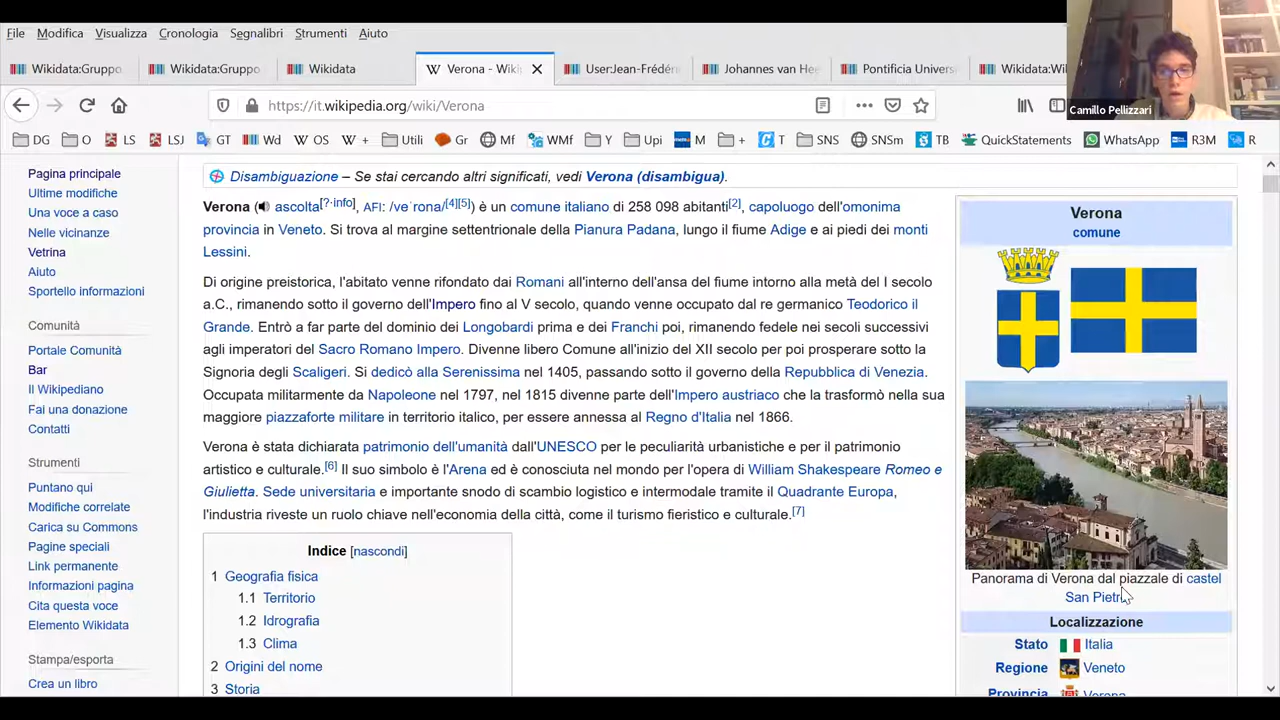 File Modifica Visualizza Cronologia Segnalibri Strumenti Aiuto
Wikidata:Gruppo Wikidata:Gruppo Wikidata Verona - Wiki User:Jean-Frédéri Johannes van Hee Pontificia Univers Wikidata:Wi
https://it.wikipedia.org/wiki/Verona
Camillo Pellizzari
DG O LS LSJ GT Wd OS + Utili Gr Mf WMf Y Upi M + T SNS SNSm TB QuickStatements WhatsApp R3M R
Pagina principale
Ultime modifiche
Una voce a caso
Nelle vicinanze
Vetrina
Aiuto
Sportello informazioni
Comunità
Portale Comunità
Bar
Il Wikipediano
Fai una donazione
Contatti
Strumenti
Puntano qui
Modifiche correlate
Carica su Commons
Pagine speciali
Link permanente
Informazioni pagina
Cita questa voce
Elemento Wikidata
Stampa/esporta
Crea un libro
Disambiguazione – Se stai cercando altri significati, vedi Verona (disambigua).
Verona ( ascolta[?·info], AFI: /veˈrona/[4][5]) è un comune italiano di 258 098 abitanti[2], capoluogo dell'omonima
provincia in Veneto. Si trova al margine settentrionale della Pianura Padana, lungo il fiume Adige e ai piedi dei monti
Lessini.
Di origine preistorica, l'abitato venne rifondato dai Romani all'interno dell'ansa del fiume intorno alla metà del I secolo
a.C., rimanendo sotto il governo dell'Impero fino al V secolo, quando venne occupato dal re germanico Teodorico il
Grande. Entrò a far parte del dominio dei Longobardi prima e dei Franchi poi, rimanendo fedele nei secoli successivi
agli imperatori del Sacro Romano Impero. Divenne libero Comune all'inizio del XII secolo per poi prosperare sotto la
Signoria degli Scaligeri. Si dedicò alla Serenissima nel 1405, passando sotto il governo della Repubblica di Venezia.
Occupata militarmente da Napoleone nel 1797, nel 1815 divenne parte dell'Impero austriaco che la trasformò nella sua
maggiore piazzaforte militare in territorio italico, per essere annessa al Regno d'Italia nel 1866.
Verona è stata dichiarata patrimonio dell'umanità dall'UNESCO per le peculiarità urbanistiche e per il patrimonio
artistico e culturale.[6] Il suo simbolo è l'Arena ed è conosciuta nel mondo per l'opera di William Shakespeare Romeo e
Giulietta. Sede universitaria e importante snodo di scambio logistico e intermodale tramite il Quadrante Europa,
l'industria riveste un ruolo chiave nell'economia della città, come il turismo fieristico e culturale.[7]
Indice [nascondi]
1 Geografia fisica
1.1 Territorio
1.2 Idrografia
1.3 Clima
2 Origini del nome
3 Storia
Verona
comune
Panorama di Verona dal piazzale di castel
San Pietro
Localizzazione
Stato Italia
Regione Veneto
Provincia Verona